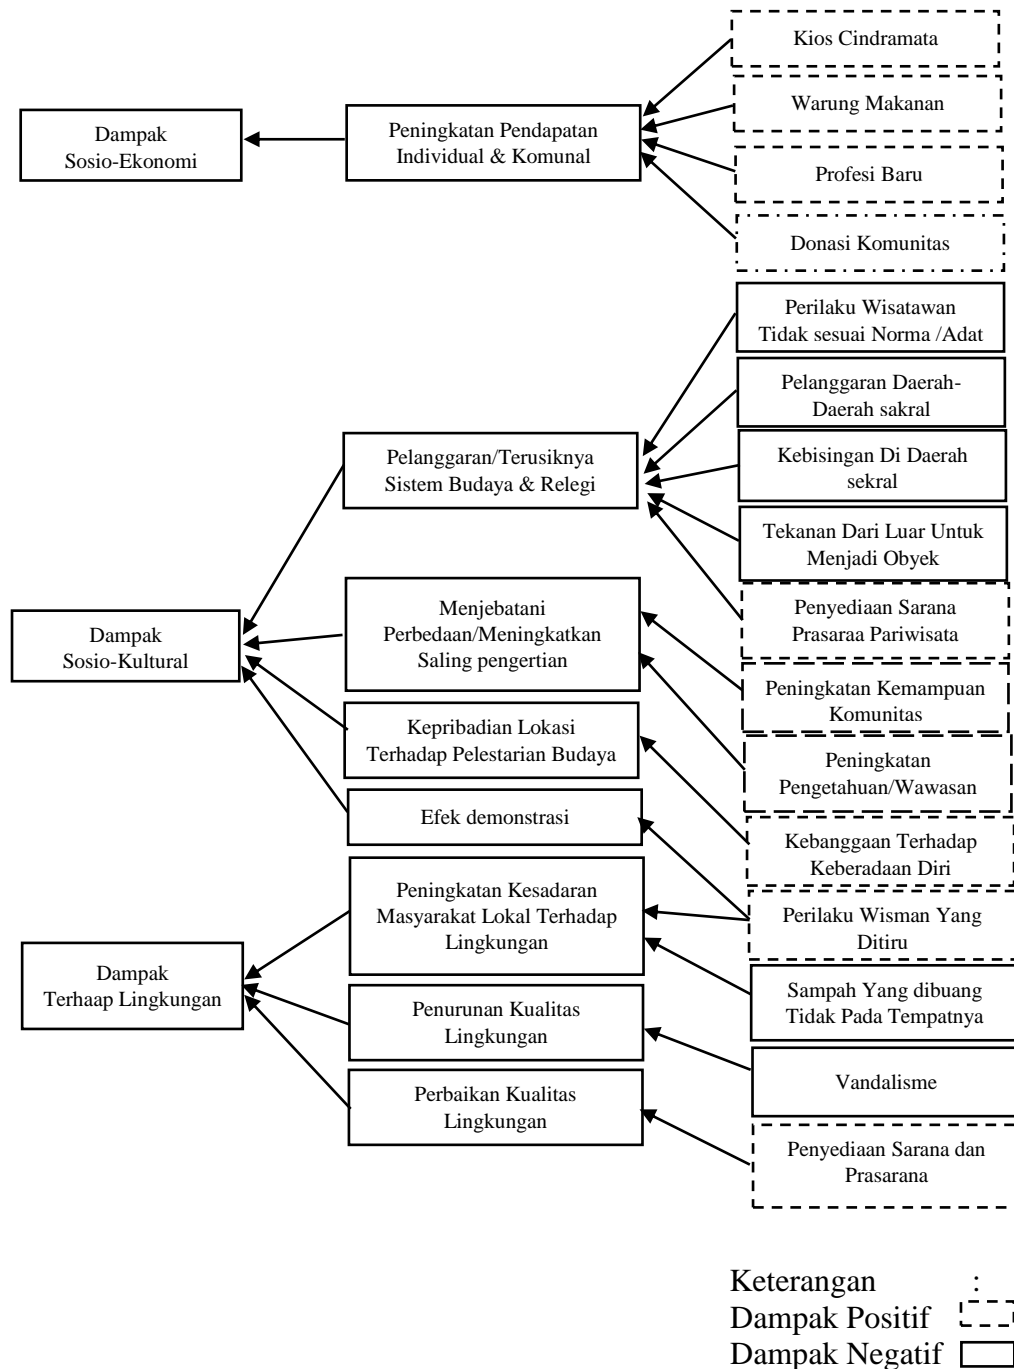 Kios Cindramata
Warung Makanan
Dampak
Sosio-Ekonomi
Peningkatan Pendapatan
Individual & Komunal
Profesi Baru
Donasi Komunitas
Perilaku Wisatawan
Tidak sesuai Norma /Adat
Pelanggaran Daerah-
Daerah sakral
Pelanggaran/Terusiknya
Sistem Budaya & Relegi
Kebisingan Di Daerah
sekral
Tekanan Dari Luar Untuk
Menjadi Obyek
Dampak
Sosio-Kultural
Menjebatani
Perbedaan/Meningkatkan
Saling pengertian
Penyediaan Sarana
Prasaraa Pariwisata
Peningkatan Kemampuan
Komunitas
Kepribadian Lokasi
Terhadap Pelestarian Budaya
Peningkatan
Pengetahuan/Wawasan
Efek demonstrasi
Kebanggaan Terhadap
Keberadaan Diri
Peningkatan Kesadaran
Masyarakat Lokal Terhadap
Lingkungan
Perilaku Wisman Yang
Ditiru
Dampak
Terhaap Lingkungan
Sampah Yang dibuang
Tidak Pada Tempatnya
Penurunan Kualitas
Lingkungan
Vandalisme
Perbaikan Kualitas
Lingkungan
Penyediaan Sarana dan
Prasarana
Keterangan :
Dampak Positif
Dampak Negatif